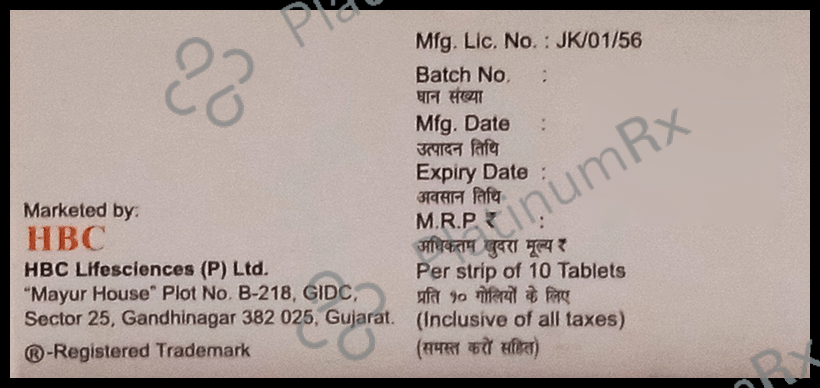 Marketed by:
HBC
HBC Lifesciences (P) Ltd.
"Mayur House" Plot No. B-218, GIDC,
Sector 25, Gandhinagar 382 025, Gujarat.
®-Registered Trademark
Mfg. Lic. No. : JK/01/56
Batch No. :
घान संख्या
Mfg. Date :
उत्पादन तिथि
Expiry Date :
अवसान तिथि
M.R.P ₹ :
अधिकतम खुदरा मूल्य ₹
Per strip of 10 Tablets
प्रति १० गोलियों के लिए
(Inclusive of all taxes)
(समस्त करों सहित)
PlatinumRx
PlatinumRx